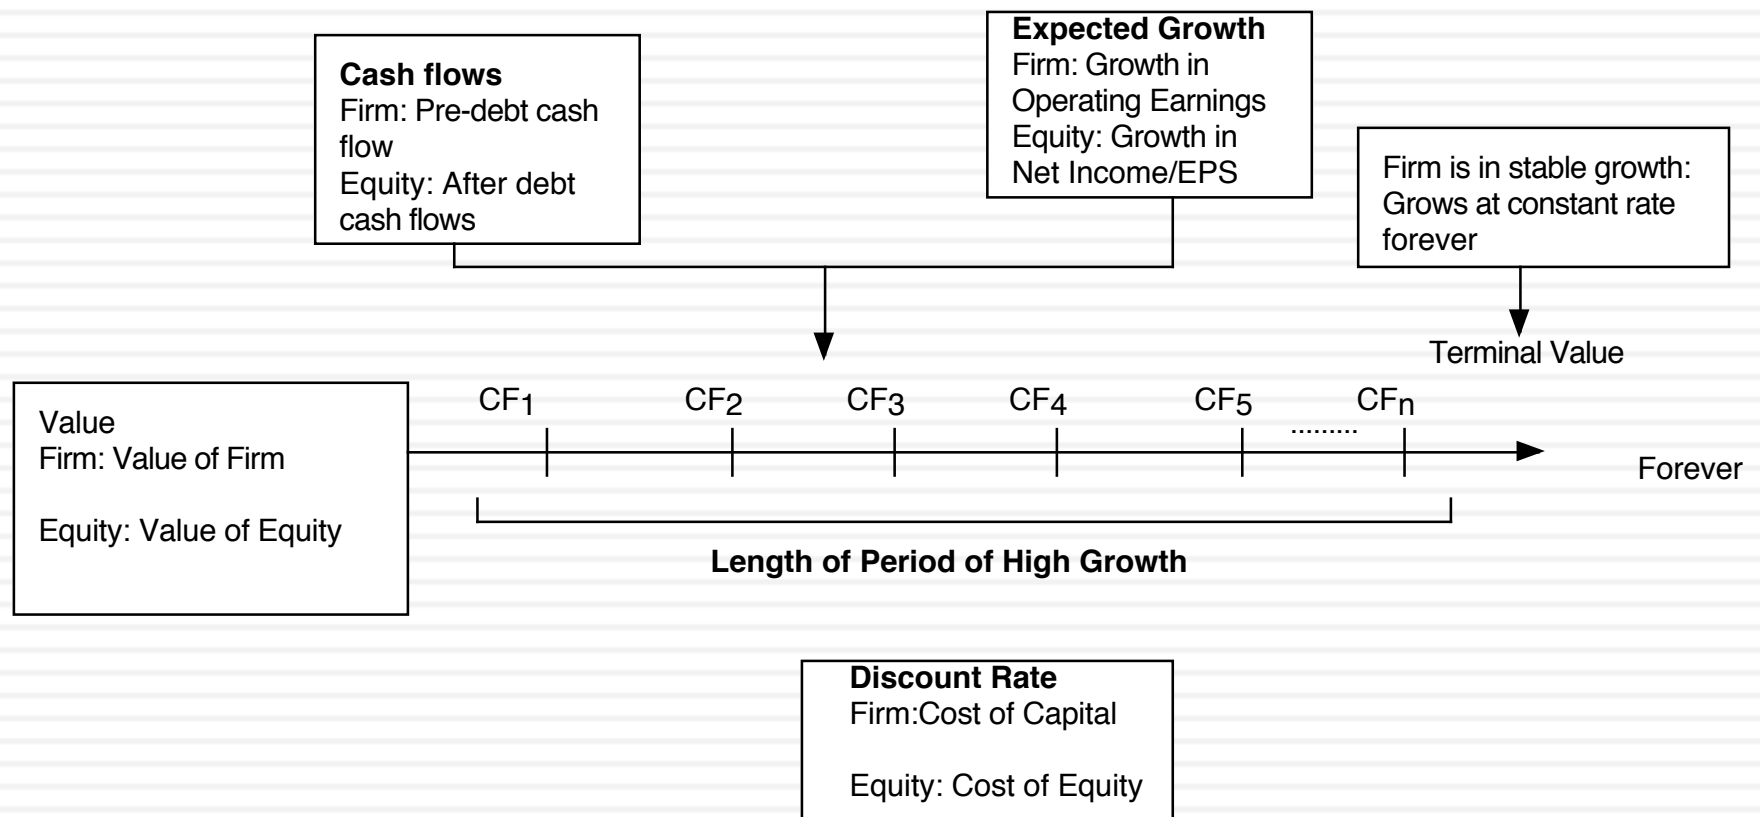 Cash flows
Firm: Pre-debt cash
flow
Equity: After debt
cash flows
Expected Growth
Firm: Growth in
Operating Earnings
Equity: Growth in
Net Income/EPS
Firm is in stable growth:
Grows at constant rate
forever
Terminal Value
CF1 CF2 CF3 CF4 CF5 ......... CFn
Value
Firm: Value of Firm
Equity: Value of Equity
Forever
Length of Period of High Growth
Discount Rate
Firm:Cost of Capital
Equity: Cost of Equity